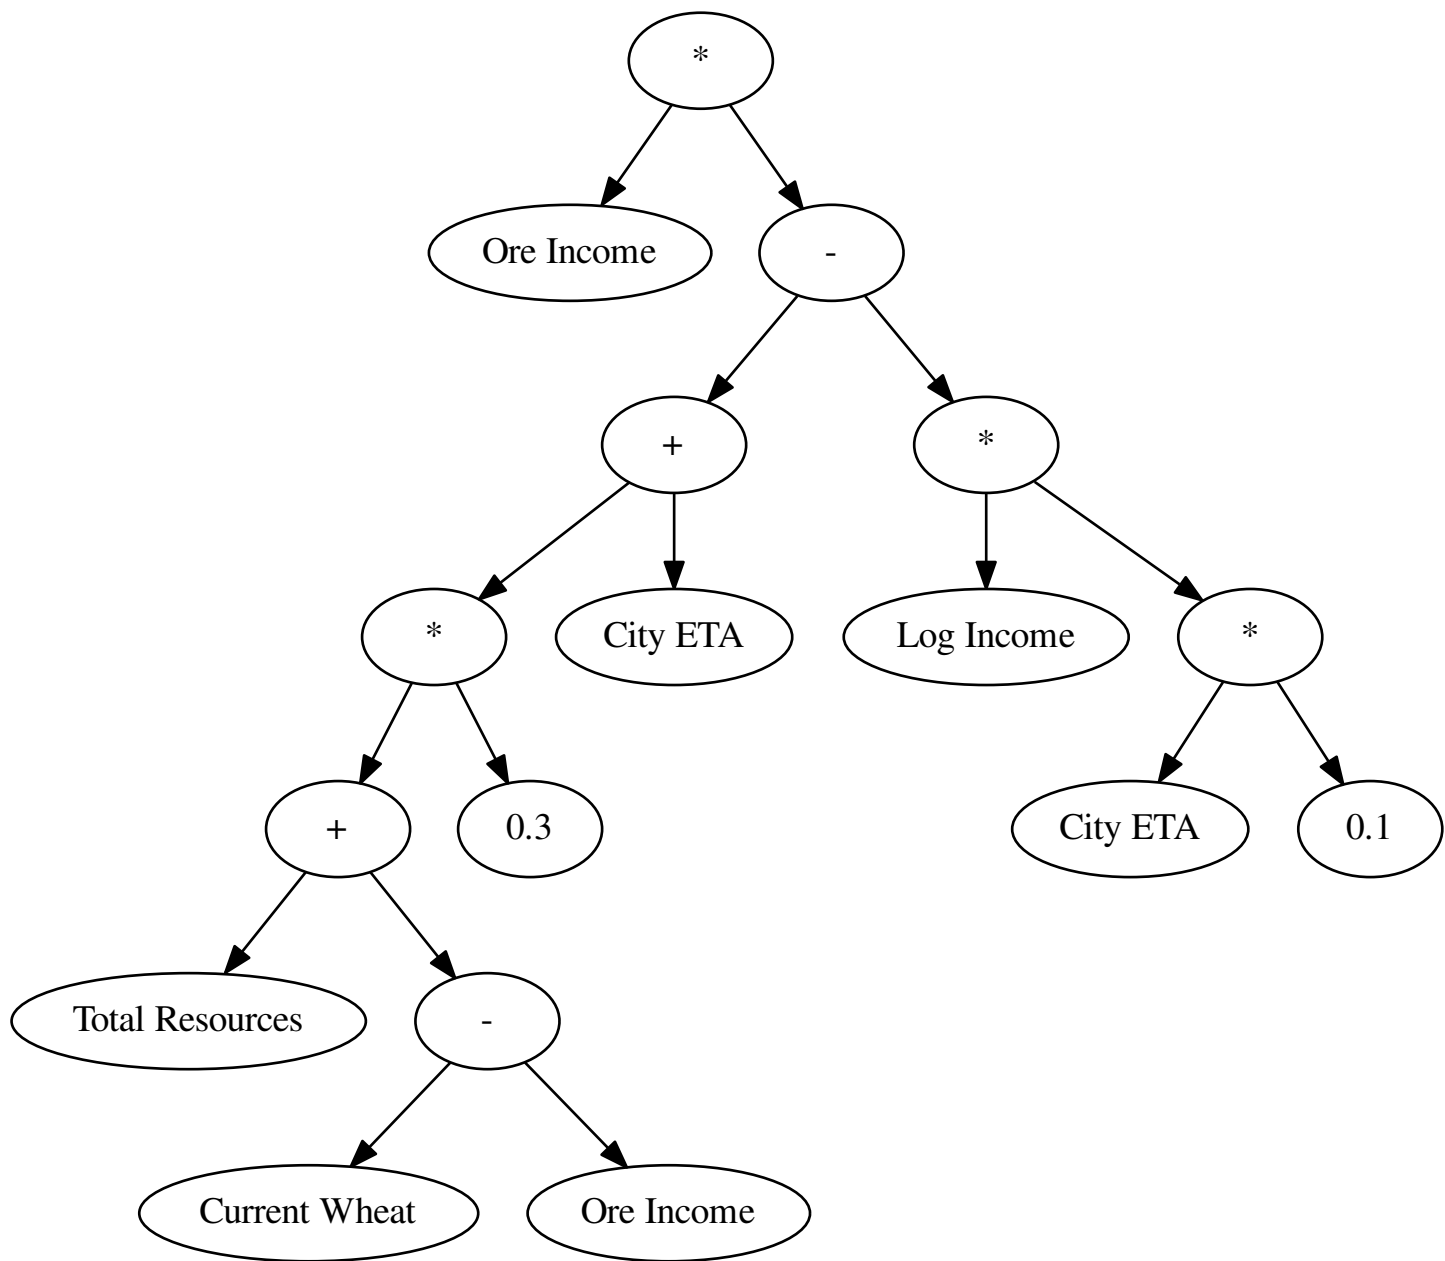 *
Ore Income
-
+
*
*
City ETA
Log Income
*
+
0.3
City ETA
0.1
Total Resources
-
Current Wheat
Ore Income